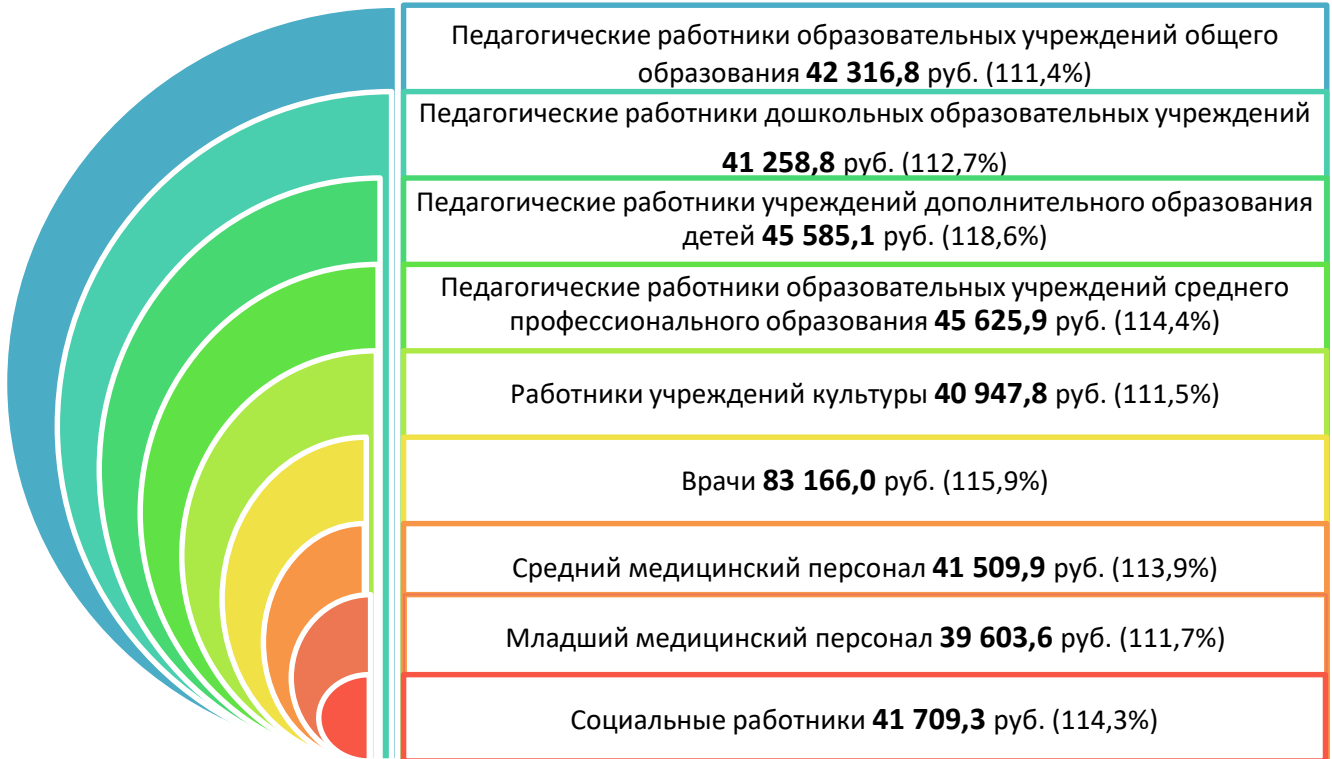 Педагогические работники образовательных учреждений общего
образования 42 316,8 руб. (111,4%)
Педагогические работники дошкольных образовательных учреждений
41 258,8 руб. (112,7%)
Педагогические работники учреждений дополнительного образования
детей 45 585,1 руб. (118,6%)
Педагогические работники образовательных учреждений среднего
профессионального образования 45 625,9 руб. (114,4%)
Работники учреждений культуры 40 947,8 руб. (111,5%)
Врачи 83 166,0 руб. (115,9%)
Средний медицинский персонал 41 509,9 руб. (113,9%)
Младший медицинский персонал 39 603,6 руб. (111,7%)
Социальные работники 41 709,3 руб. (114,3%)